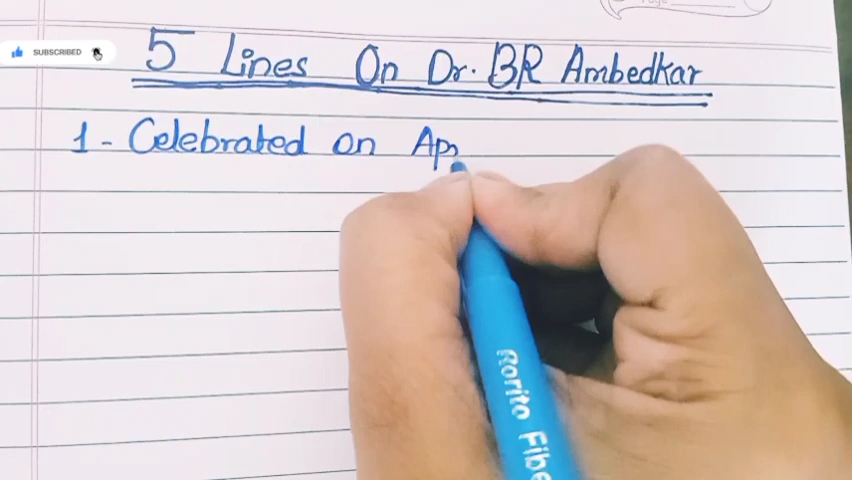 SUBSCRIBED
5 Lines On Dr. BR Ambedkar
1 - Celebrated on Ap
Rorito Fibe